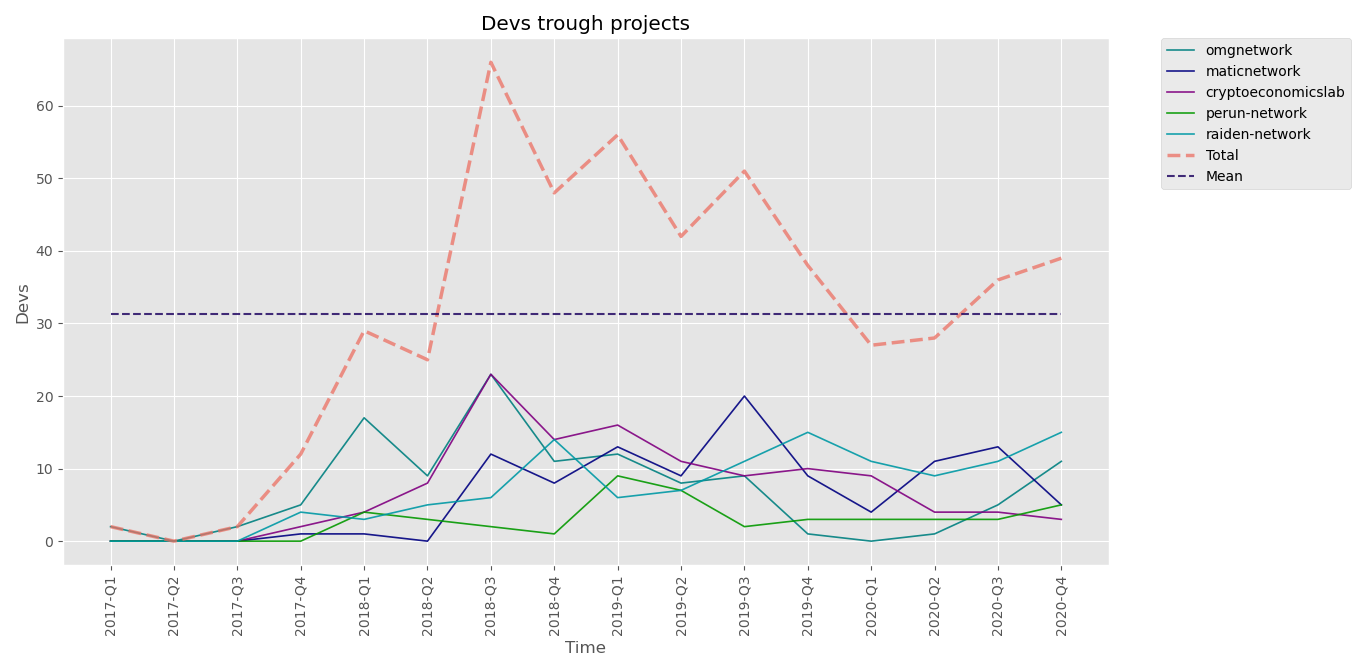 Devs trough projects
omgnetwork
maticnetwork
cryptoeconomicslab
perun-network
raiden-network
Total
Mean
Devs
60
50
40
30
20
10
0
2017-Q1
2017-Q2
2017-Q3
2017-Q4
2018-Q1
2018-Q2
2018-Q3
2018-Q4
2019-Q1
2019-Q2
2019-Q3
2019-Q4
2020-Q1
2020-Q2
2020-Q3
2020-Q4
Time